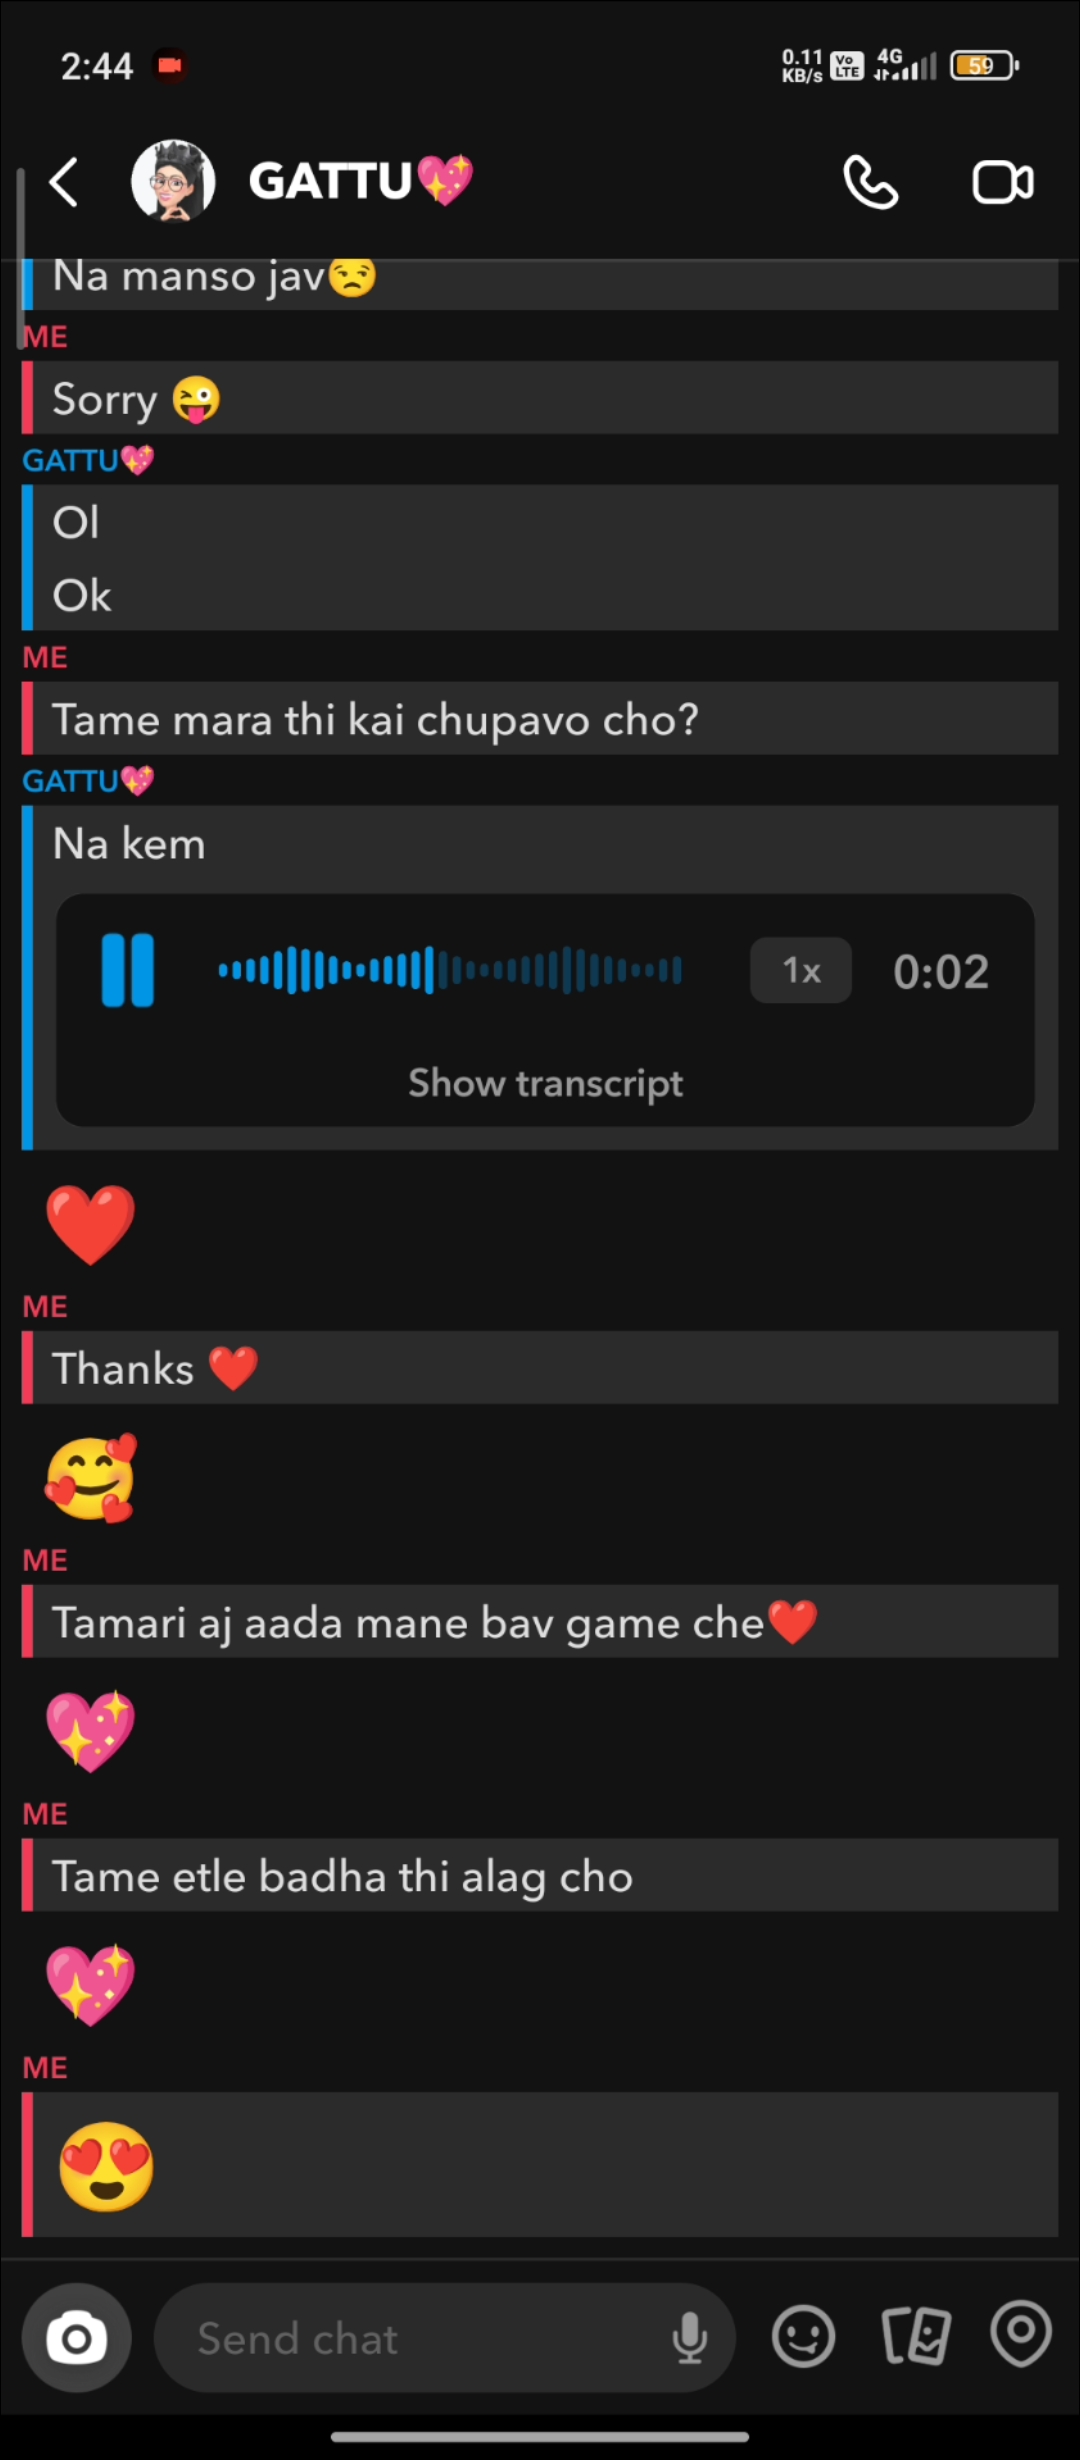 2:44
0.11 KB/s Vo LTE 4G 59
GATTU💖
Na manso jav😒
ME
Sorry 😜
GATTU💖
Ol
Ok
ME
Tame mara thi kai chupavo cho?
GATTU💖
Na kem
1x 0:02
Show transcript
❤️
ME
Thanks ❤️
🥰
ME
Tamari aj aada mane bav game che❤️
💖
ME
Tame etle badha thi alag cho
💖
ME
😍
Send chat